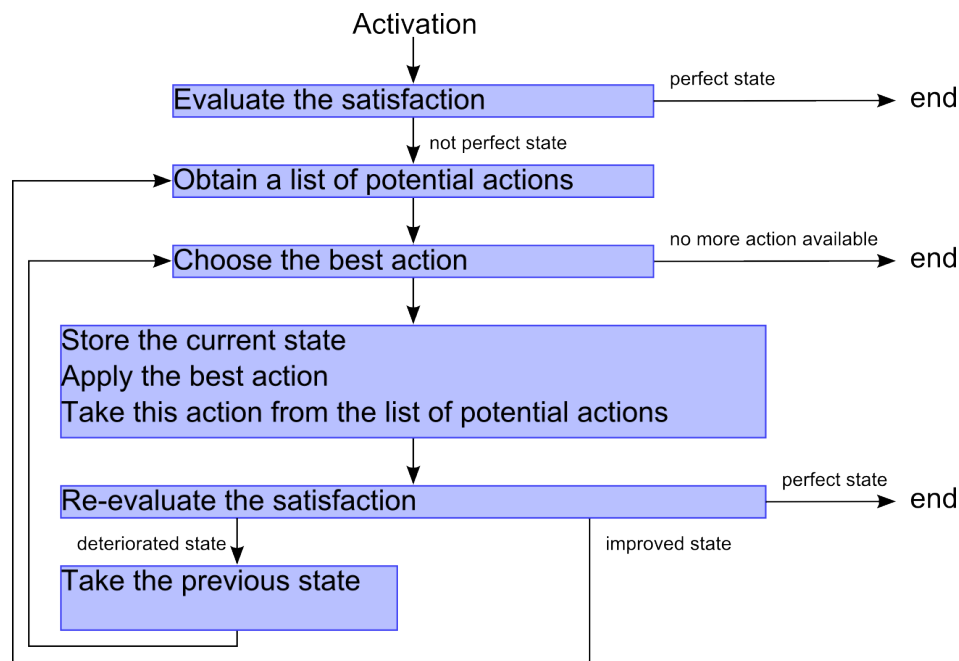 Activation
Evaluate the satisfaction
perfect state
end
not perfect state
Obtain a list of potential actions
Choose the best action
no more action available
end
Store the current state
Apply the best action
Take this action from the list of potential actions
Re-evaluate the satisfaction
perfect state
end
deteriorated state
improved state
Take the previous state